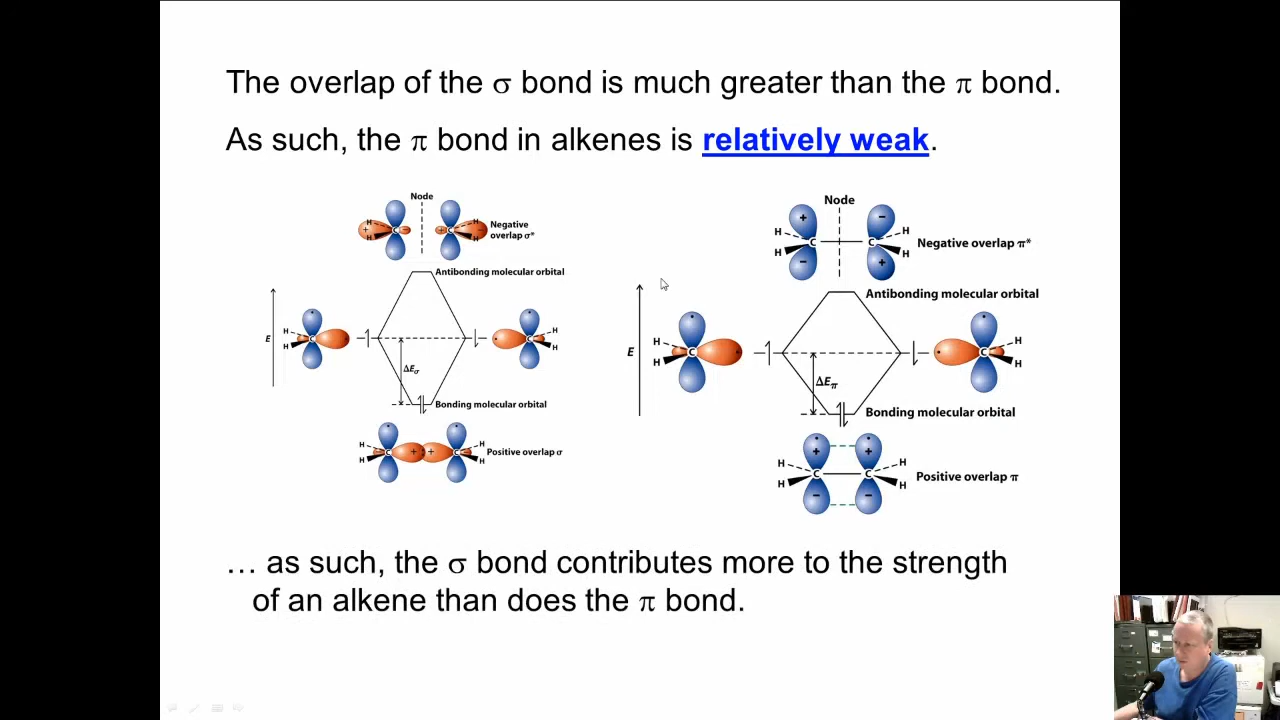 The overlap of the σ bond is much greater than the π bond.
As such, the π bond in alkenes is relatively weak.
Node
H
H
C
C
H
H
+
-
+
-
Negative
overlap σ*
Antibonding molecular orbital
E
H
H
C
C
H
H
ΔEσ
Bonding molecular orbital
H
H
C
+
+
C
H
H
Positive overlap σ
Node
+
-
H
H
C
C
H
H
-
+
Negative overlap π*
Antibonding molecular orbital
E
H
H
C
C
H
H
ΔEπ
Bonding molecular orbital
+
+
H
H
C
C
H
H
-
-
Positive overlap π
… as such, the σ bond contributes more to the strength
of an alkene than does the π bond.